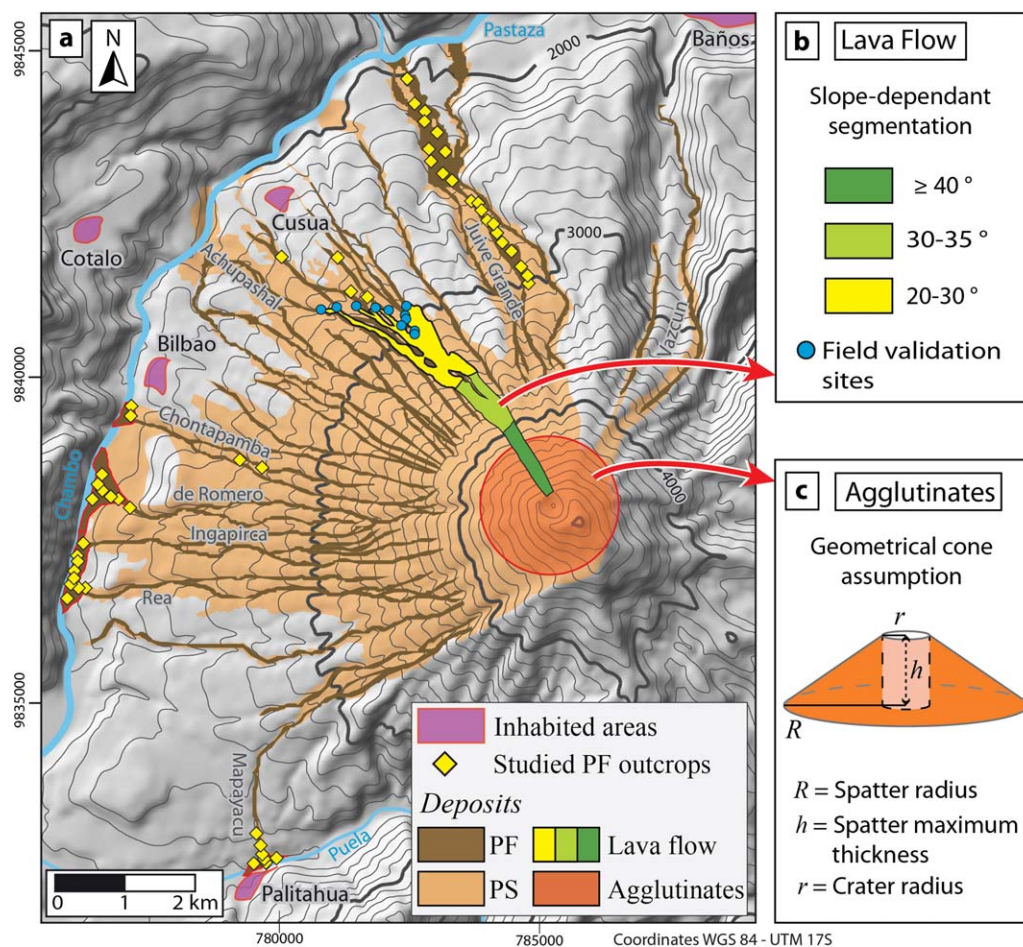 a
N
Pastaza
Baños
2000
9845000
Cusua
Cotalo
Achupashal
Juive Grande
3000
Vazcun
Bilbao
9840000
Chontapamba
Chambo
de Romero
4000
Ingapirca
Rea
9835000
Mapayacu
Puela
Palitahua
0 1 2 km
780000
785000
Coordinates WGS 84 - UTM 17S
Inhabited areas
Studied PF outcrops
Deposits
PF
Lava flow
PS
Agglutinates
b Lava Flow
Slope-dependant
segmentation
≥ 40 °
30-35 °
20-30 °
Field validation
sites
c Agglutinates
Geometrical cone
assumption
r
h
R
R = Spatter radius
h = Spatter maximum
thickness
r = Crater radius